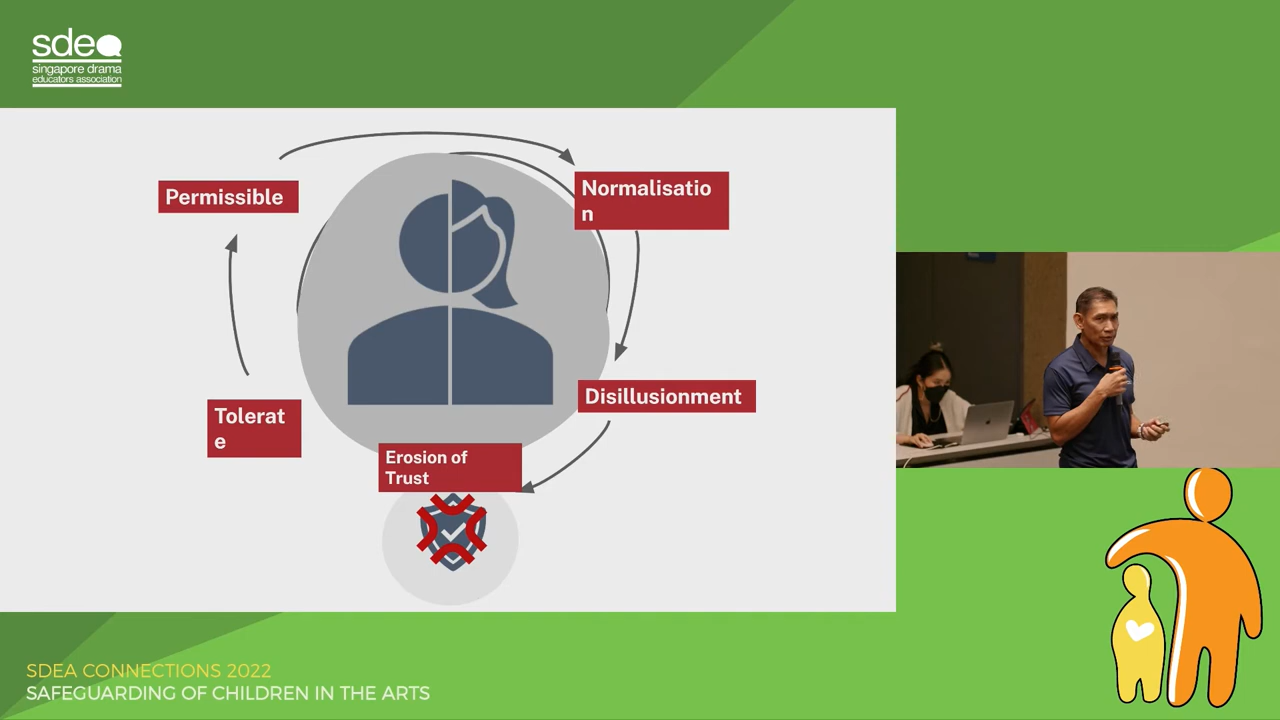 sdea
singapore drama
educators association
Permissible
Normalisatio
n
Disillusionment
Tolerat
e
Erosion of
Trust
SDEA CONNECTIONS 2022
SAFEGUARDING OF CHILDREN IN THE ARTS